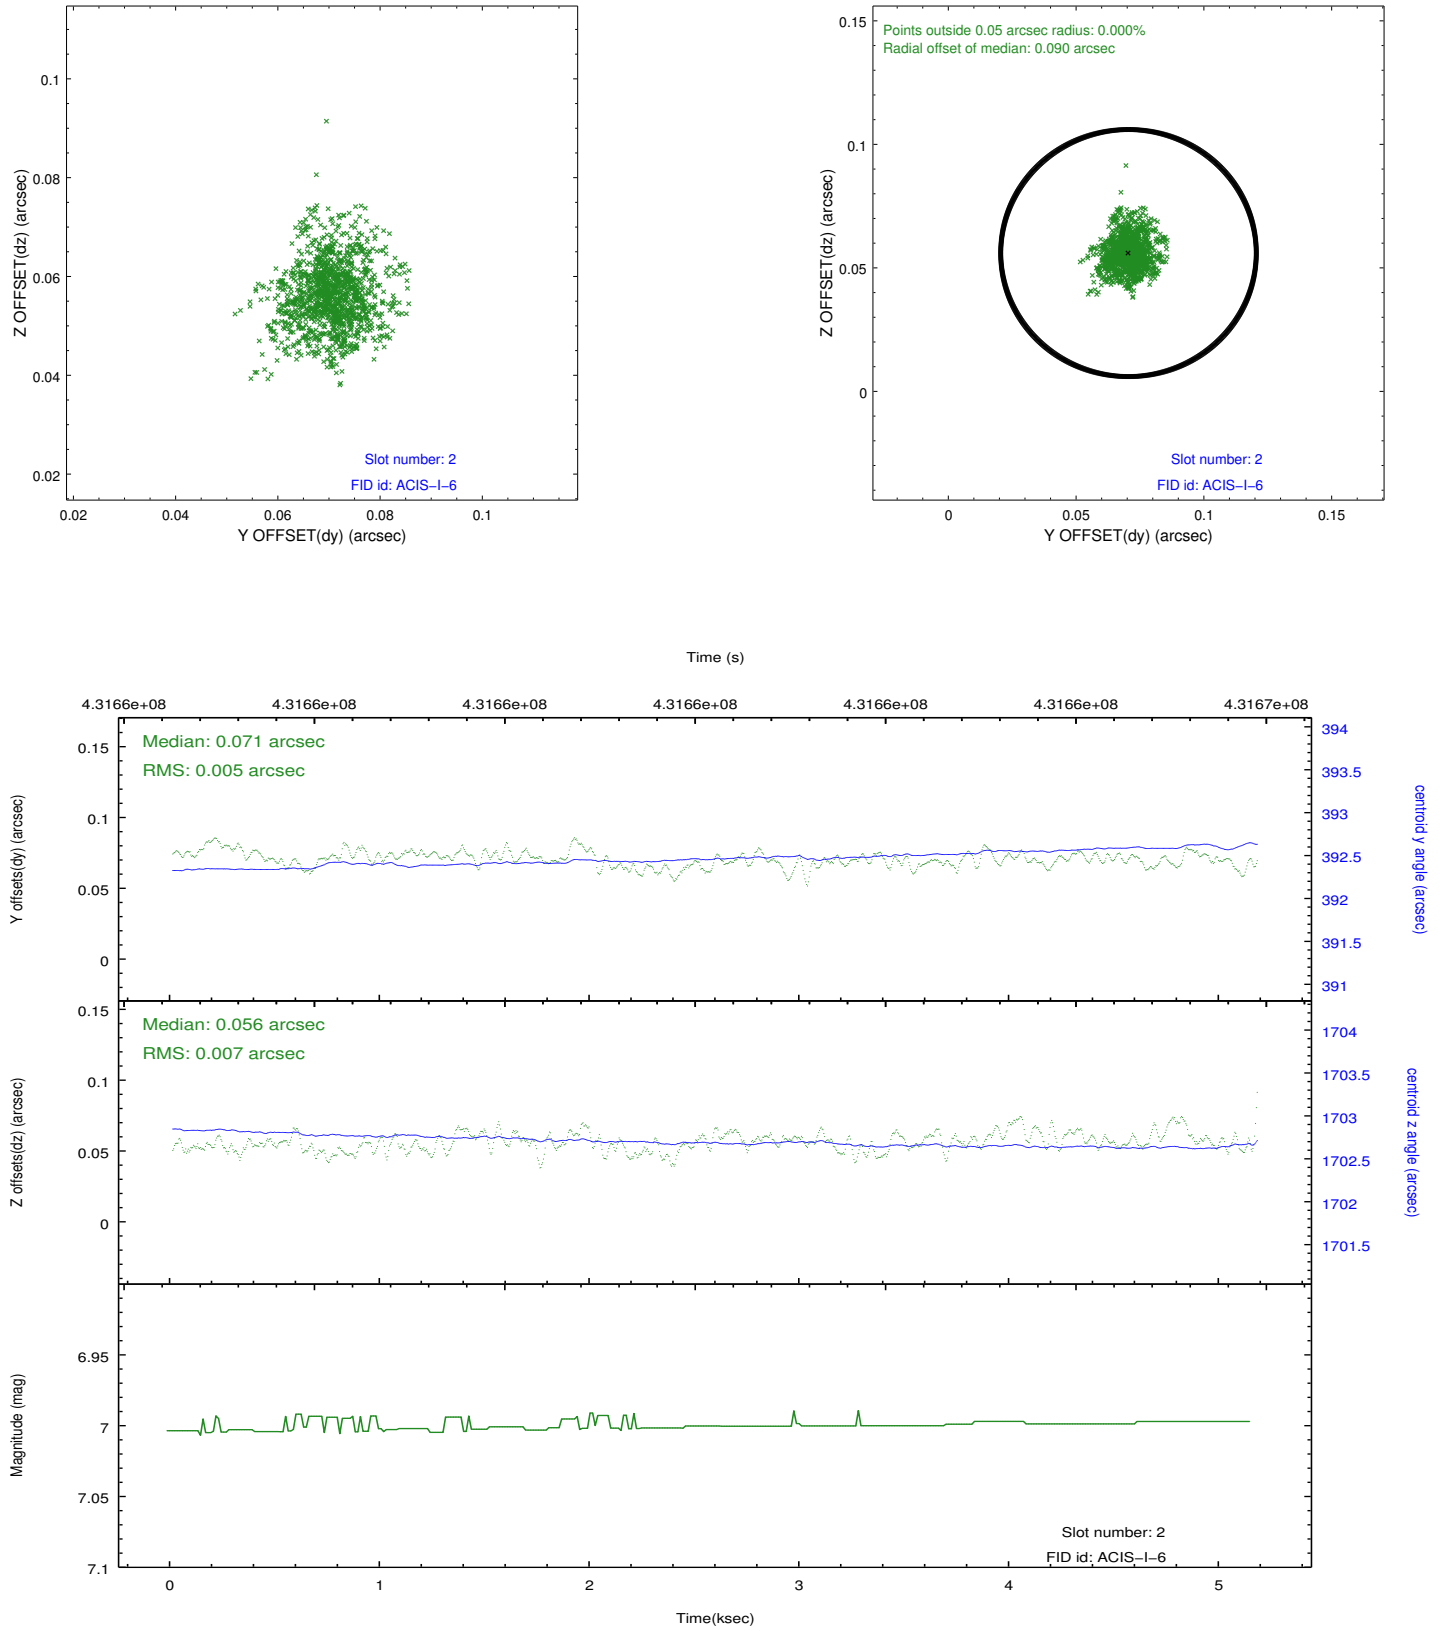 0.1
0.08
0.06
0.04
0.02
Z OFFSET(dz) (arcsec)
Slot number: 2
FID id: ACIS−I−6
0.02 0.04 0.06 0.08 0.1
Y OFFSET(dy) (arcsec)
Points outside 0.05 arcsec radius: 0.000%
Radial offset of median: 0.090 arcsec
0.15
0.1
0.05
0
Z OFFSET(dz) (arcsec)
Slot number: 2
FID id: ACIS−I−6
0 0.05 0.1 0.15
Y OFFSET(dy) (arcsec)
Time (s)
4.3166e+08 4.3166e+08 4.3166e+08 4.3166e+08 4.3166e+08 4.3166e+08 4.3167e+08
Median: 0.071 arcsec
RMS: 0.005 arcsec
0.15
0.1
0.05
0
Y offsets(dy) (arcsec)
394
393.5
393
392.5
392
391.5
391
centroid y angle (arcsec)
Median: 0.056 arcsec
RMS: 0.007 arcsec
0.15
0.1
0.05
0
Z offsets(dz) (arcsec)
1704
1703.5
1703
1702.5
1702
1701.5
centroid z angle (arcsec)
6.95
7
7.05
7.1
Magnitude (mag)
Slot number: 2
FID id: ACIS−I−6
0 1 2 3 4 5
Time(ksec)